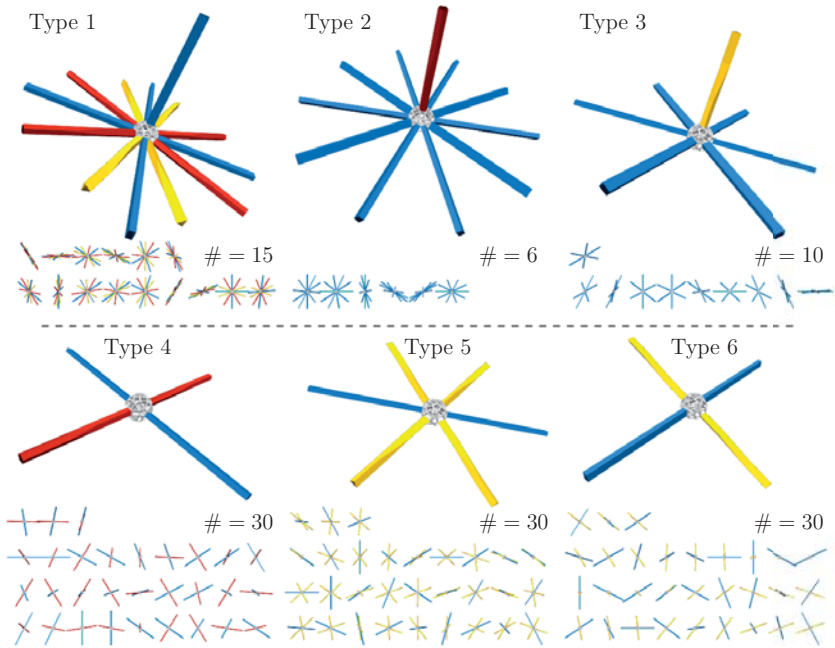 Type 1
Type 2
Type 3
# = 15
# = 6
# = 10
Type 4
Type 5
Type 6
# = 30
# = 30
# = 30